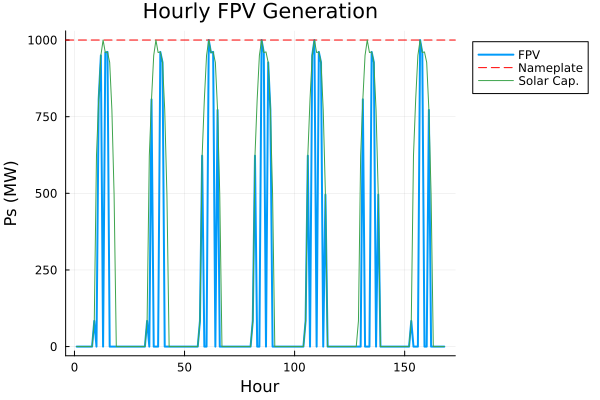 Hourly FPV Generation
1000
750
500
250
0
Ps (MW)
0
50
100
150
Hour
FPV
Nameplate
Solar Cap.